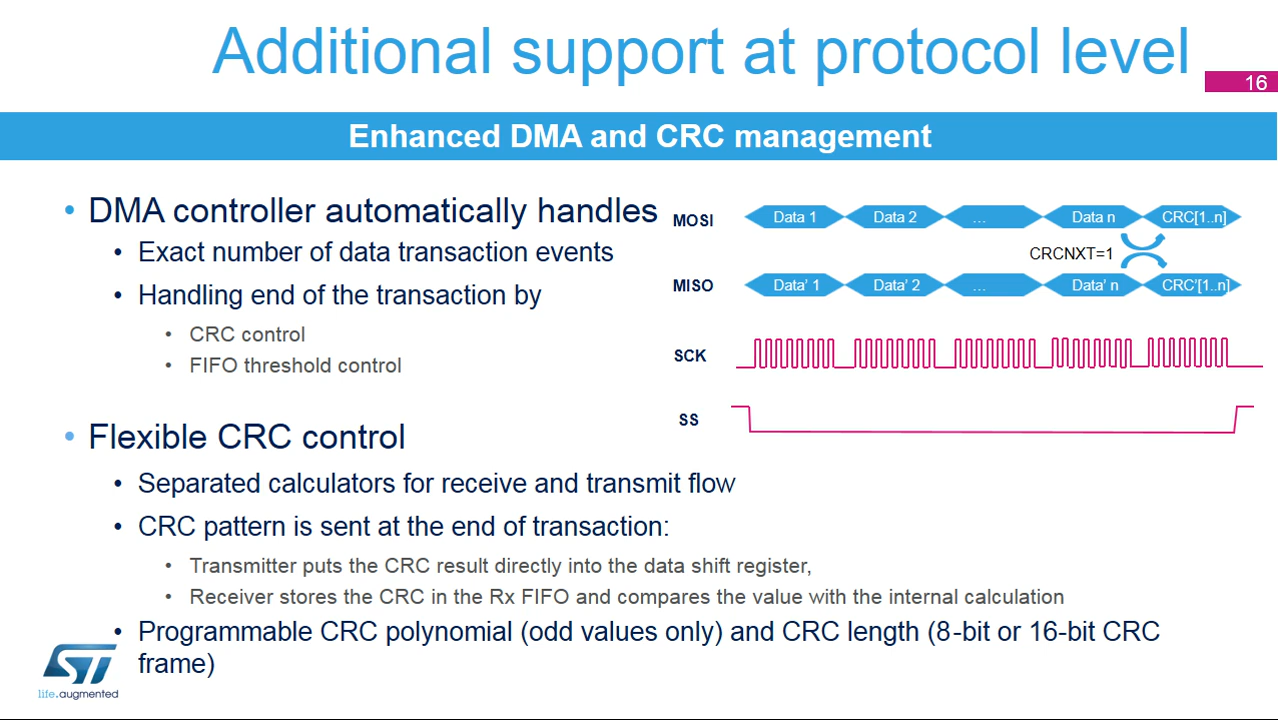 Additional support at protocol level
16
Enhanced DMA and CRC management
• DMA controller automatically handles
• Exact number of data transaction events
• Handling end of the transaction by
• CRC control
• FIFO threshold control
• Flexible CRC control
• Separated calculators for receive and transmit flow
• CRC pattern is sent at the end of transaction:
• Transmitter puts the CRC result directly into the data shift register,
• Receiver stores the CRC in the Rx FIFO and compares the value with the internal calculation
• Programmable CRC polynomial (odd values only) and CRC length (8-bit or 16-bit CRC
frame)
MOSI Data 1 Data 2 ... Data n CRC[1..n]
CRCNXT=1
MISO Data' 1 Data' 2 ... Data' n CRC'[1..n]
SCK
SS
ST
life.augmented